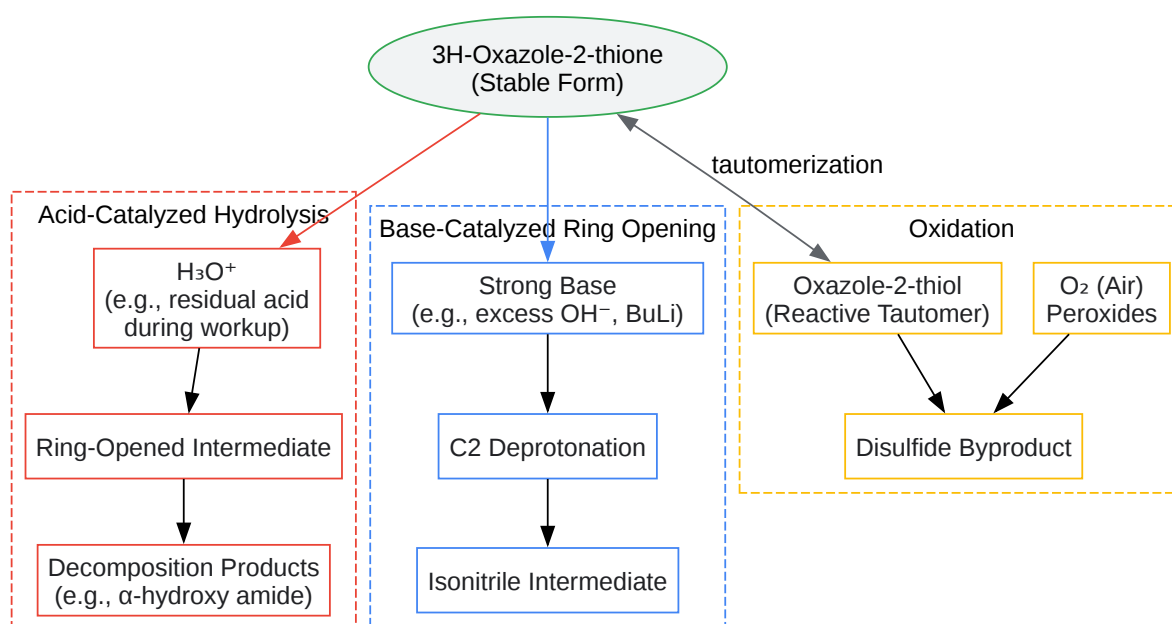 3H-Oxazole-2-thione
(Stable Form)
tautomerization
Acid-Catalyzed Hydrolysis
H₃O⁺
(e.g., residual acid
during workup)
Ring-Opened Intermediate
Decomposition Products
(e.g., α-hydroxy amide)
Base-Catalyzed Ring Opening
Strong Base
(e.g., excess OH⁻, BuLi)
C2 Deprotonation
Isonitrile Intermediate
Oxidation
Oxazole-2-thiol
(Reactive Tautomer)
O₂ (Air)
Peroxides
Disulfide Byproduct